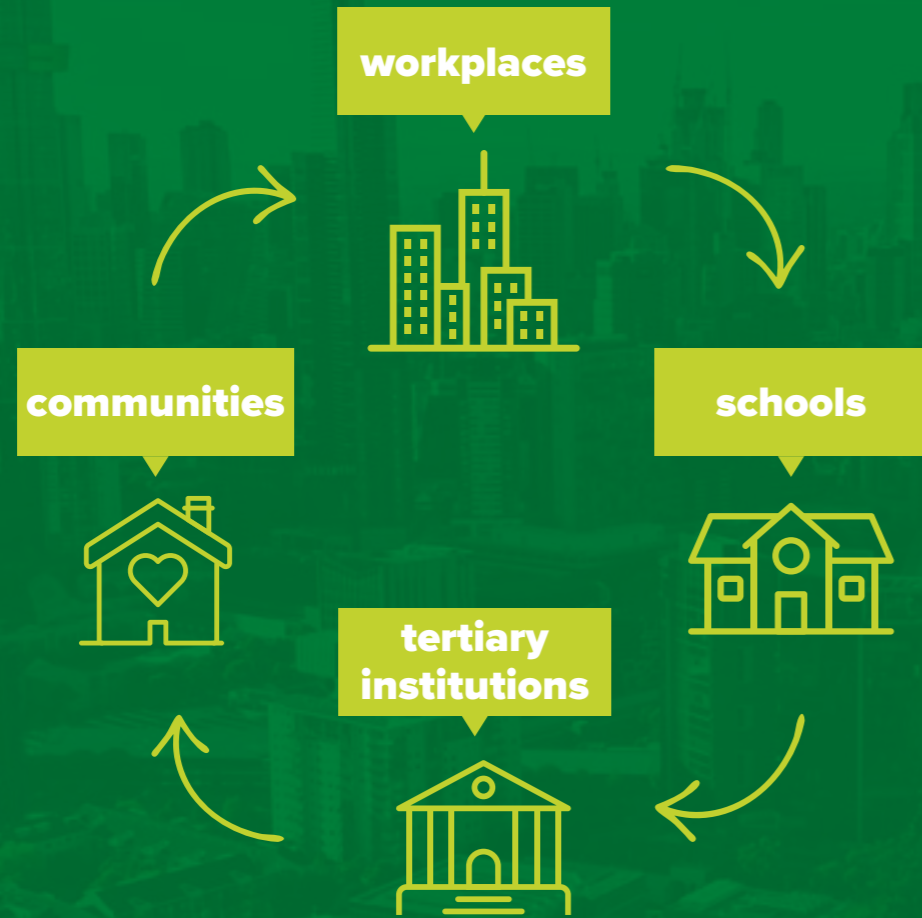 workplaces
communities
schools
tertiary
institutions